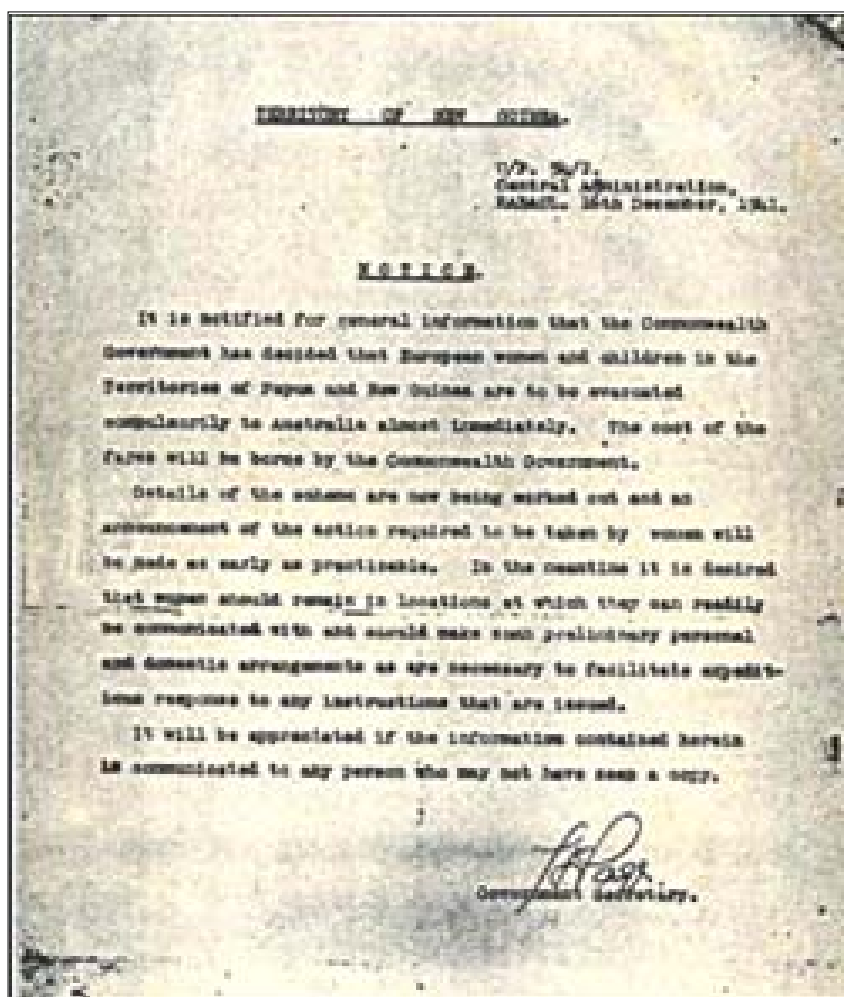 TERRITORY OF NEW GUINEA.
Central Administration,
Rabaul. 16th December, 1941.
NOTICE.
It is notified for general information that the Commonwealth
Government has decided that European women and children in the
Territories of Papua and New Guinea are to be evacuated
compulsorily to Australia almost immediately. The cost of the
fares will be borne by the Commonwealth Government.
Details of the scheme are now being worked out and an
announcement of the action required to be taken by women will
be made as early as practicable. In the meantime it is desired
that women should remain in locations at which they can readily
be communicated with and should make such preliminary personal
and domestic arrangements as are necessary to facilitate expedit-
ious response to any instructions that are issued.
It will be appreciated if the information contained herein
is communicated to any person who may not have seen a copy.
Page
Government Secretary.